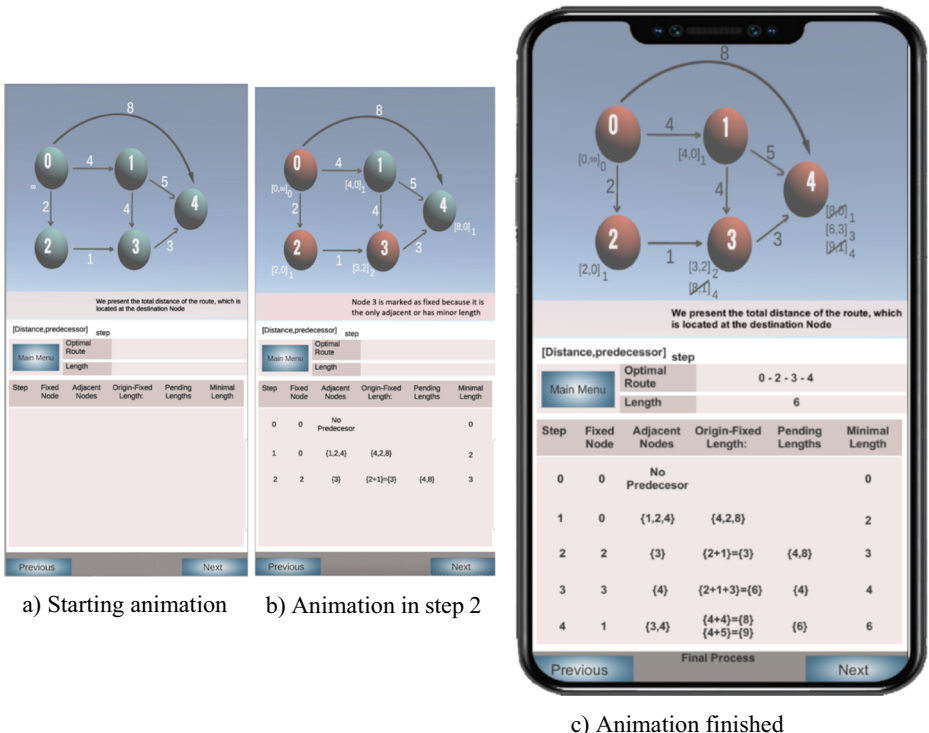 8
0
4
1
∞
5
2
4
4
2
1
3
3
We present the total distance of the route, which is
located at the destination Node
[Distance,predecessor] step
Main Menu
Optimal
Route
Length
Step Fixed Node Adjacent Nodes Origin-Fixed Length: Pending Lengths Minimal Length
Previous Next
a) Starting animation
8
0
4
1
[0,∞]0
[4,0]1
5
2
4
4
[8,0]1
2
1
3
3
[2,0]1
[3,2]2
Node 3 is marked as fixed because it is
the only adjacent or has minor length
[Distance,predecessor] step
Main Menu
Optimal
Route
Length
Step Fixed Node Adjacent Nodes Origin-Fixed Length: Pending Lengths Minimal Length
0 0 No Predecesor 0
1 0 {1,2,4} {4,2,8} 2
2 2 {3} {2+1}={3} {4,8} 3
Previous Next
b) Animation in step 2
8
0
4
1
[0,∞]0
[4,0]1
5
2
4
4
[8,0]1
[6,3]3
[9,1]4
2
1
3
3
[2,0]1
[3,2]2
[8,1]4
We present the total distance of the route, which
is located at the destination Node
[Distance,predecessor] step
Main Menu
Optimal
Route
0 - 2 - 3 - 4
Length 6
Step Fixed Node Adjacent Nodes Origin-Fixed Length: Pending Lengths Minimal Length
0 0 No Predecesor 0
1 0 {1,2,4} {4,2,8} 2
2 2 {3} {2+1}={3} {4,8} 3
3 3 {4} {2+1+3}={6} {4} 4
4 1 {3,4} {4+4}={8} {4+5}={9} {6} 6
Final Process
Previous Next
c) Animation finished